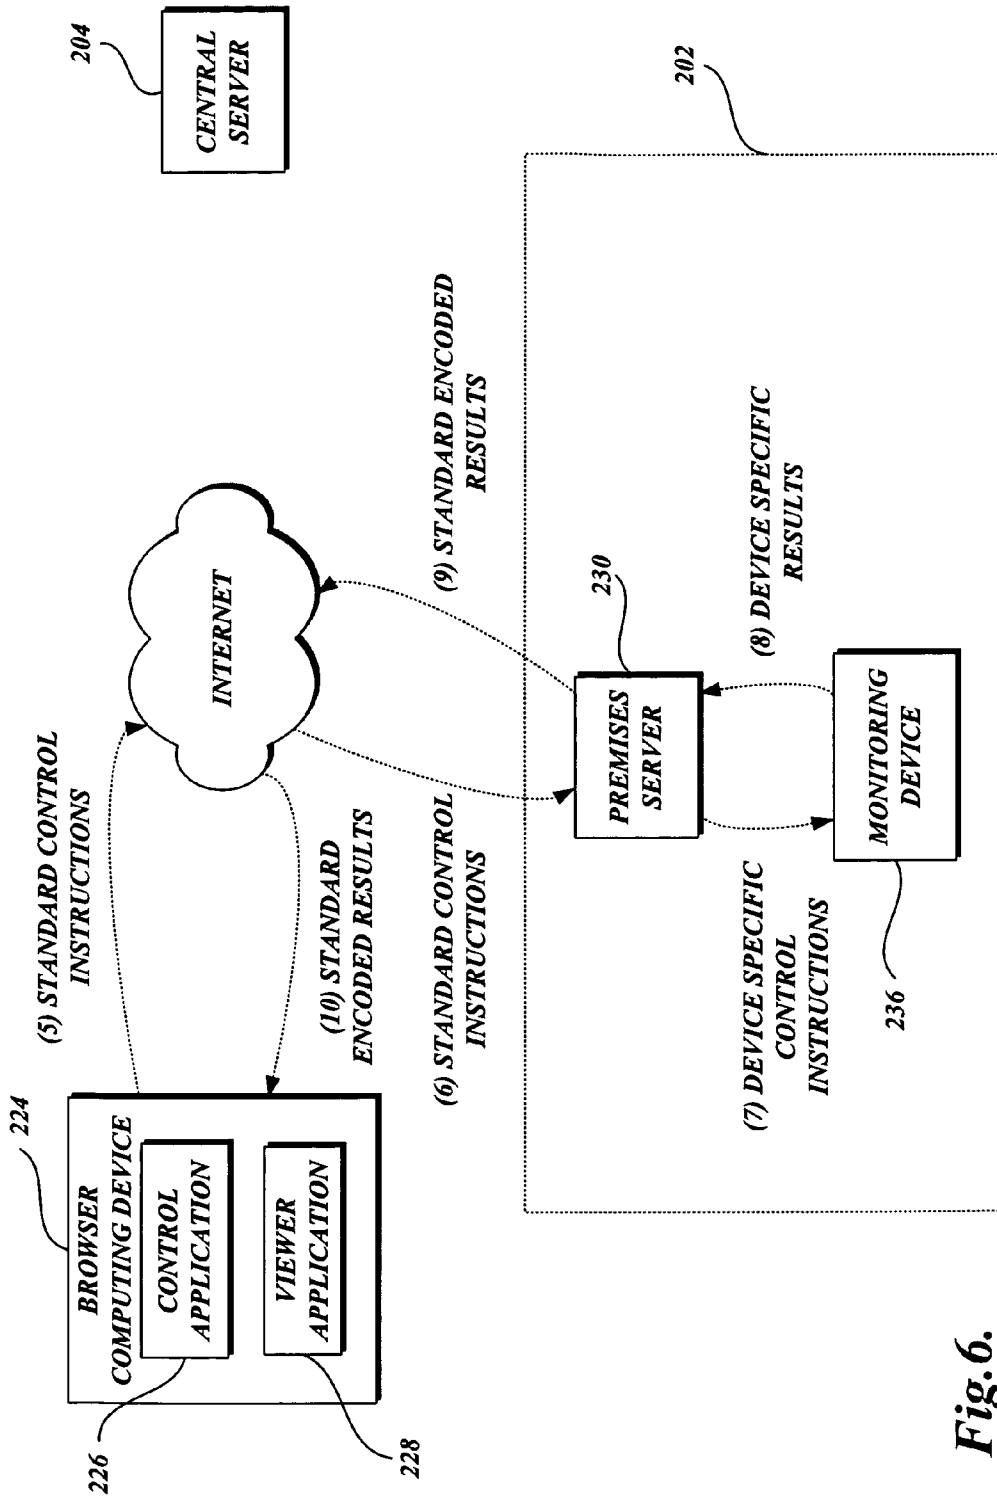 224
BROWSER
COMPUTING DEVICE
CONTROL
APPLICATION
VIEWER
APPLICATION
226
228
(5) STANDARD CONTROL
INSTRUCTIONS
INTERNET
(10) STANDARD
ENCODED RESULTS
204
CENTRAL
SERVER
(6) STANDARD CONTROL
INSTRUCTIONS
(9) STANDARD ENCODED
RESULTS
202
230
PREMISES
SERVER
(7) DEVICE SPECIFIC
CONTROL
INSTRUCTIONS
(8) DEVICE SPECIFIC
RESULTS
MONITORING
DEVICE
236
Fig.6.